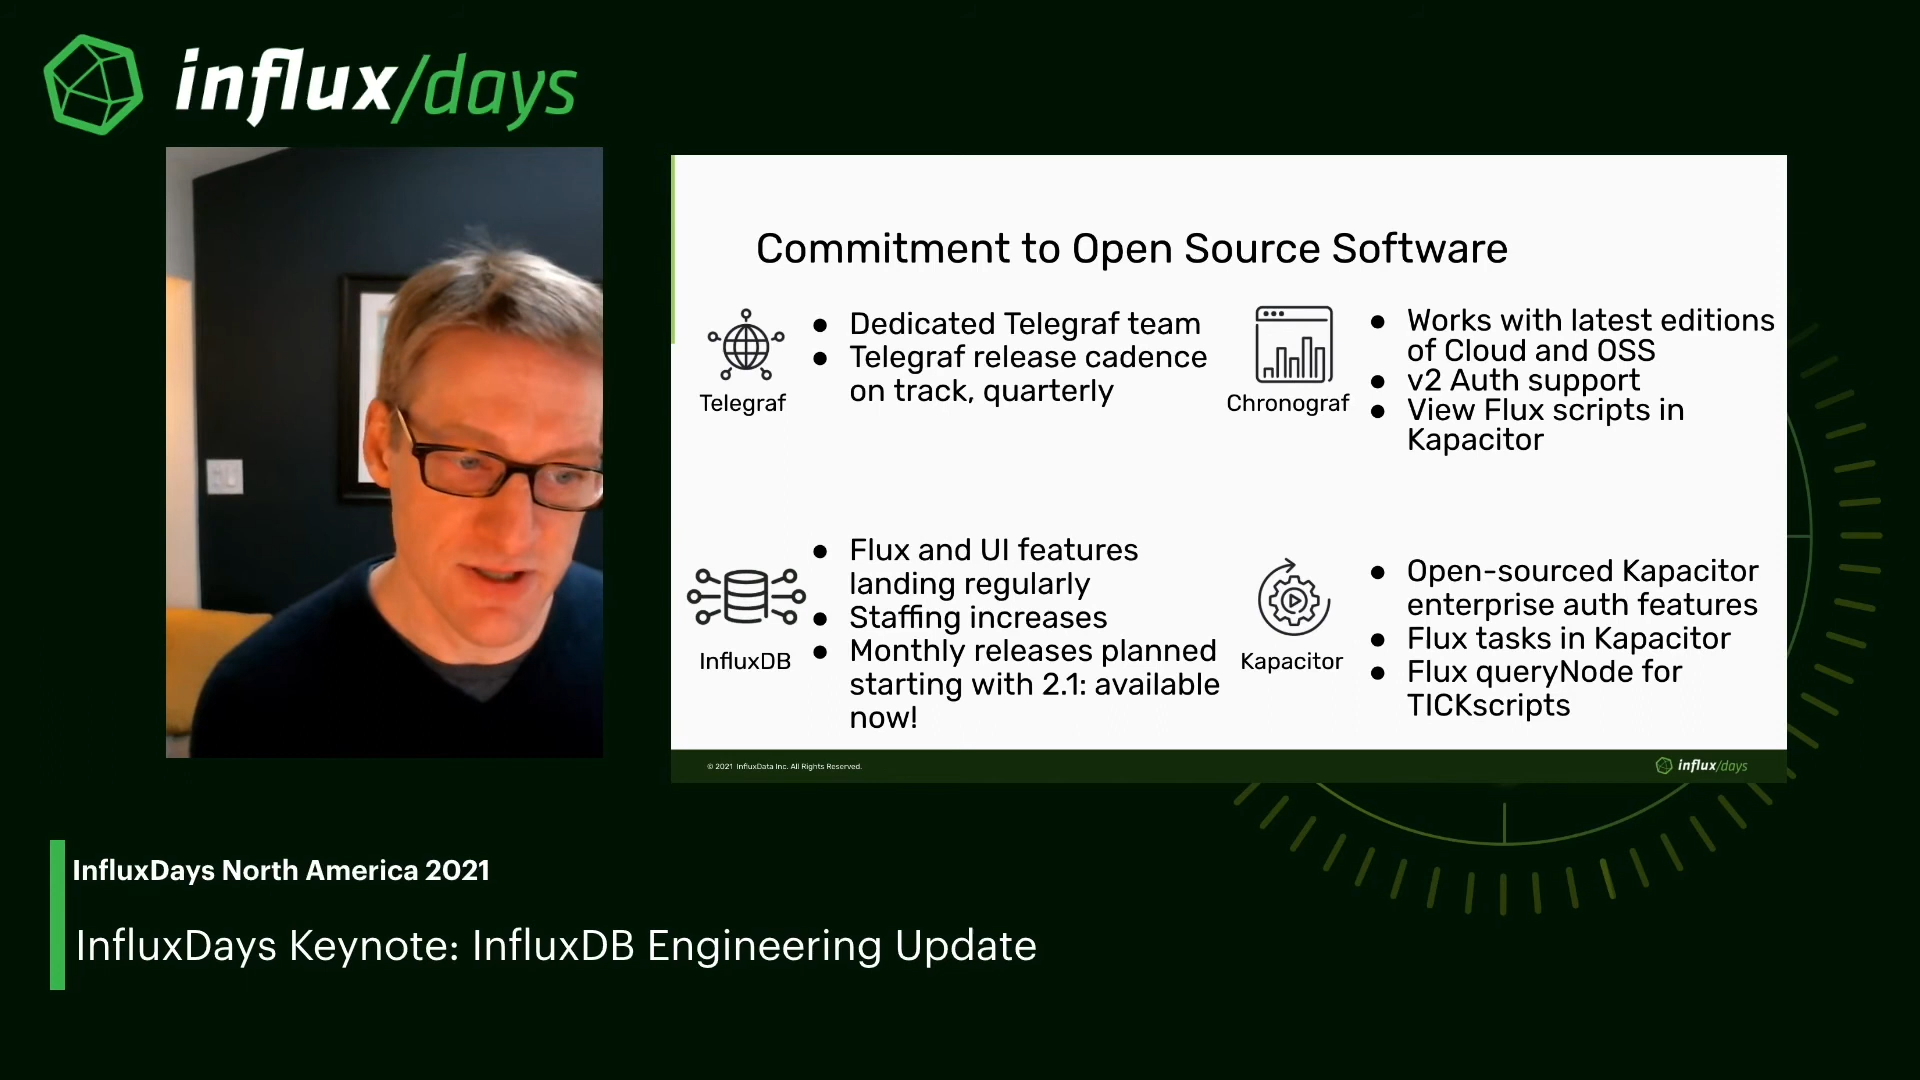 influx/days
Commitment to Open Source Software
Telegraf
● Dedicated Telegraf team
● Telegraf release cadence
on track, quarterly
Chronograf
● Works with latest editions
of Cloud and OSS
● v2 Auth support
● View Flux scripts in
Kapacitor
InfluxDB
● Flux and UI features
landing regularly
● Staffing increases
● Monthly releases planned
starting with 2.1: available
now!
Kapacitor
● Open-sourced Kapacitor
enterprise auth features
● Flux tasks in Kapacitor
● Flux queryNode for
TICKscripts
© 2021 InfluxData Inc. All Rights Reserved.
influx/days
InfluxDays North America 2021
InfluxDays Keynote: InfluxDB Engineering Update